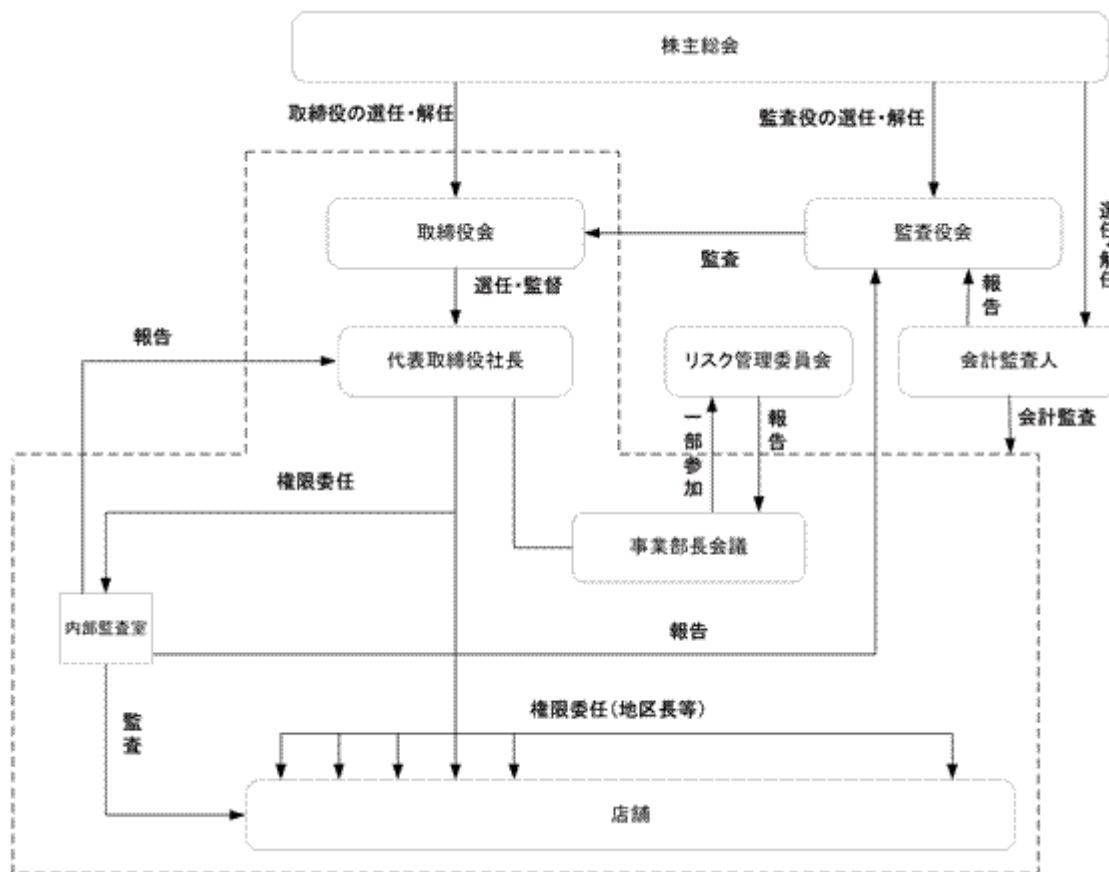 株主総会
取締役の選任・解任
監査役の選任・解任
選任・解任
取締役会
監査役会
監査
選任・監督
報告
報告
代表取締役社長
リスク管理委員会
会計監査人
会計監査
一部参加
報告
権限委任
事業部長会議
内部監査室
報告
権限委任(地区長等)
監査
店舗